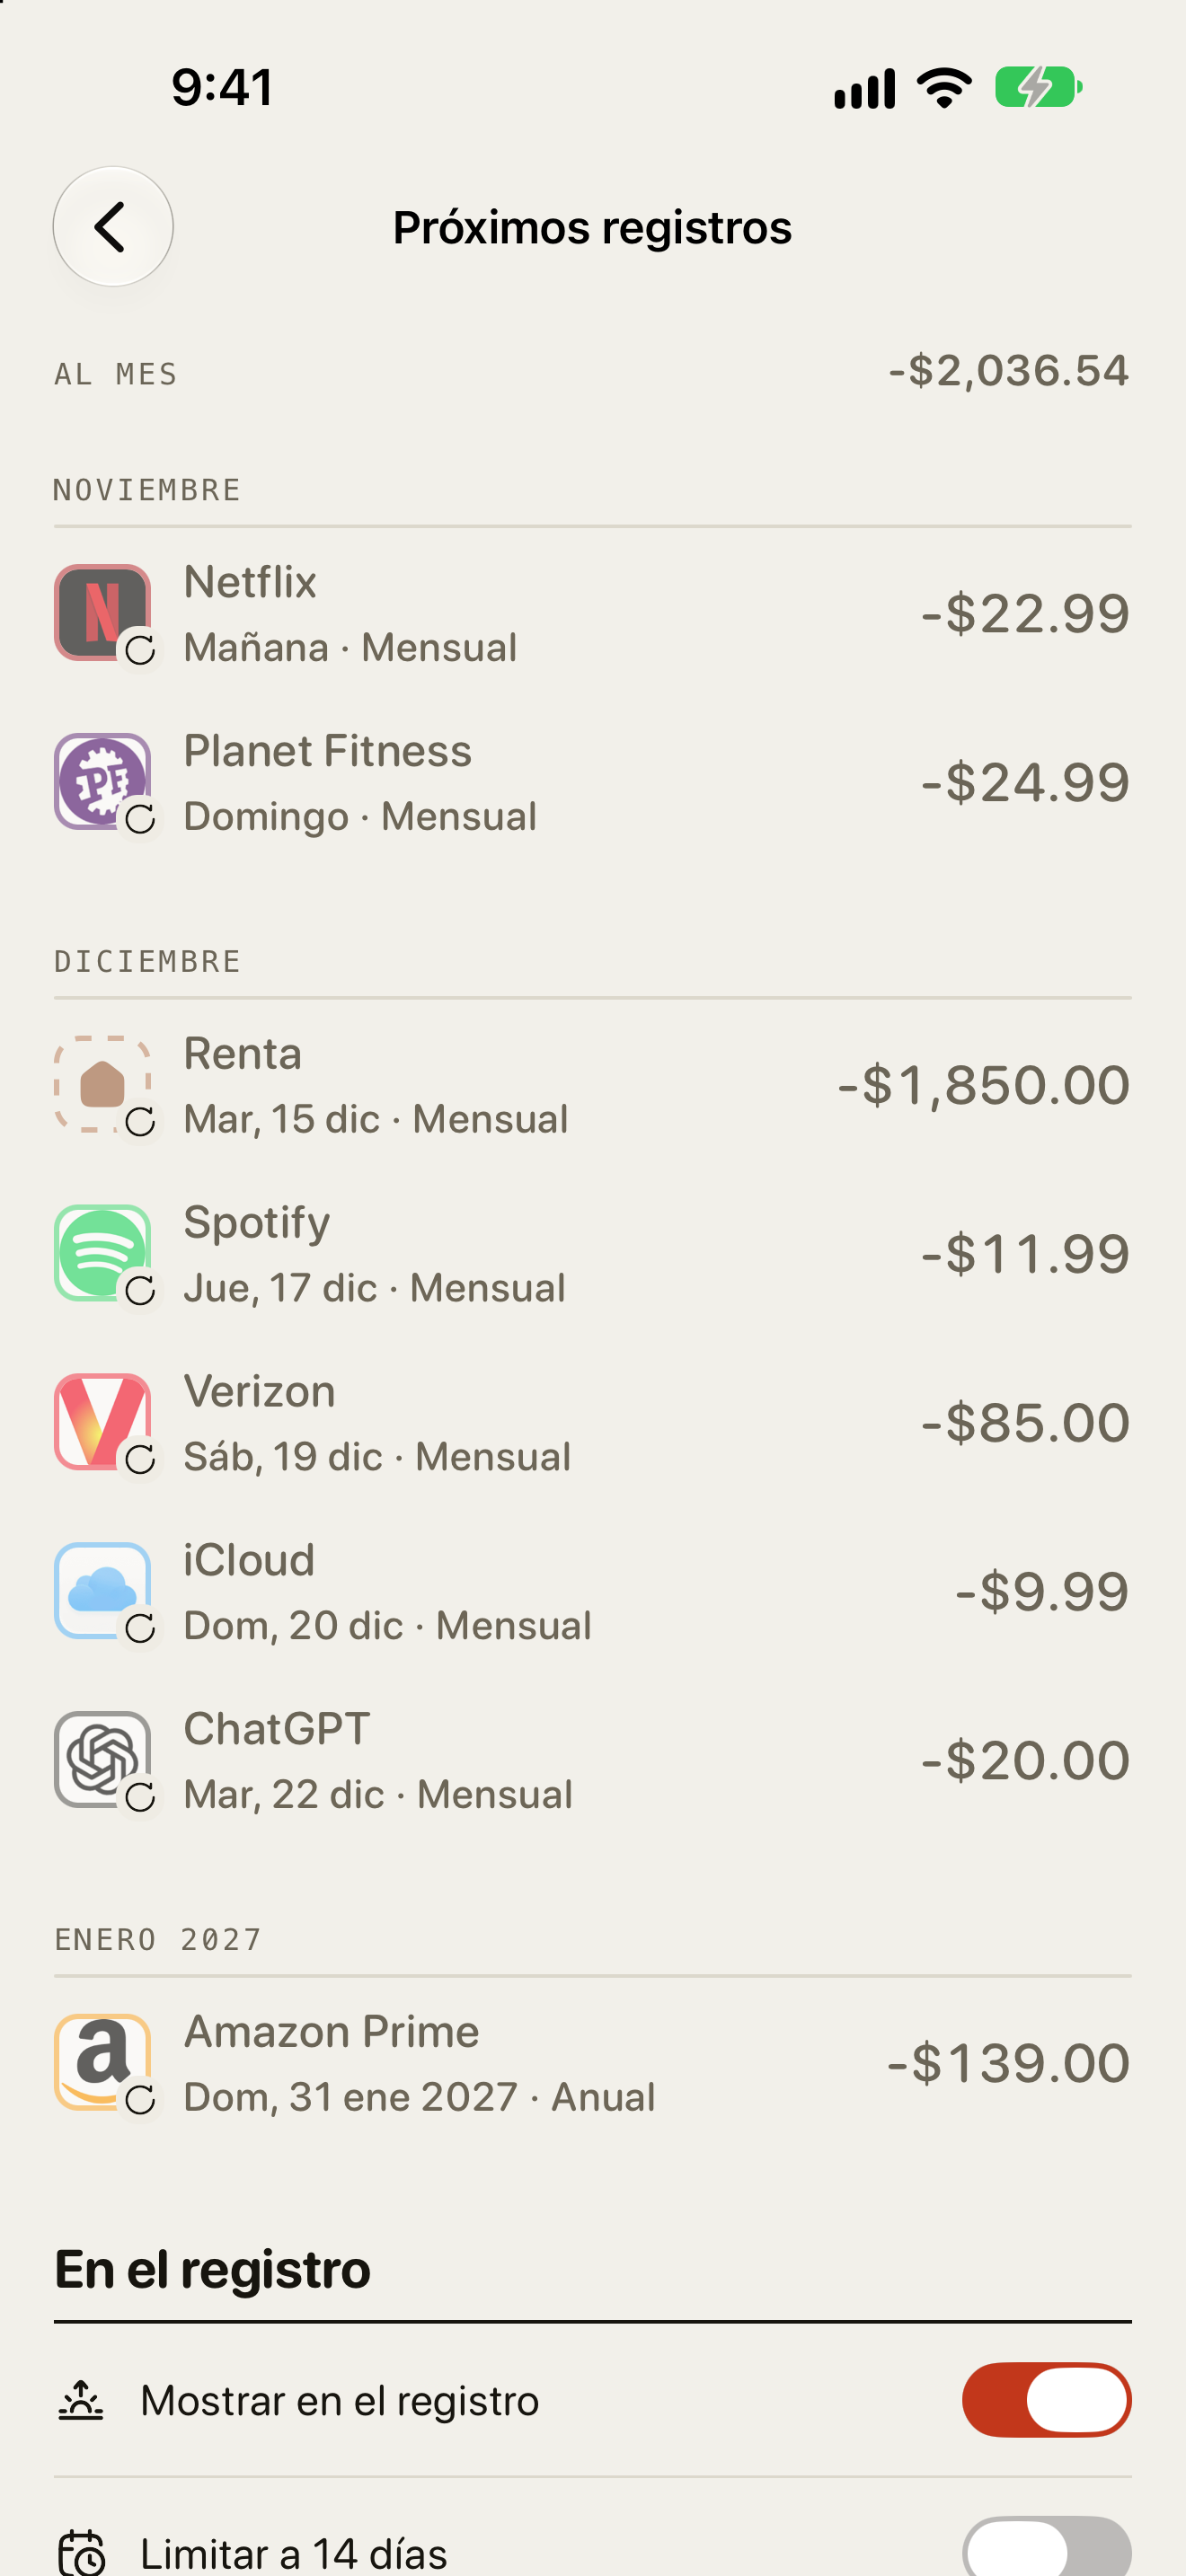 9:41
Próximos registros
AL MES -$2,036.54
NOVIEMBRE
Netflix
Mañana · Mensual
-$22.99
PF
Planet Fitness
Domingo · Mensual
-$24.99
DICIEMBRE
Renta
Mar, 15 dic · Mensual
-$1,850.00
Spotify
Jue, 17 dic · Mensual
-$11.99
Verizon
Sáb, 19 dic · Mensual
-$85.00
iCloud
Dom, 20 dic · Mensual
-$9.99
ChatGPT
Mar, 22 dic · Mensual
-$20.00
ENERO 2027
Amazon Prime
Dom, 31 ene 2027 · Anual
-$139.00
En el registro
Mostrar en el registro
Limitar a 14 días